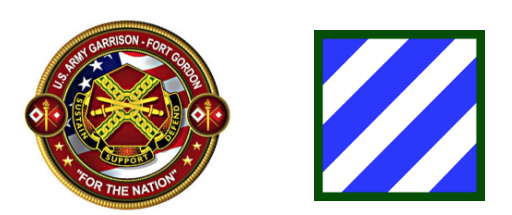 U.S. ARMY GARRISON - FORT GORDON
SUSTAIN
SUPPORT
DEFEND
"FOR THE NATION"